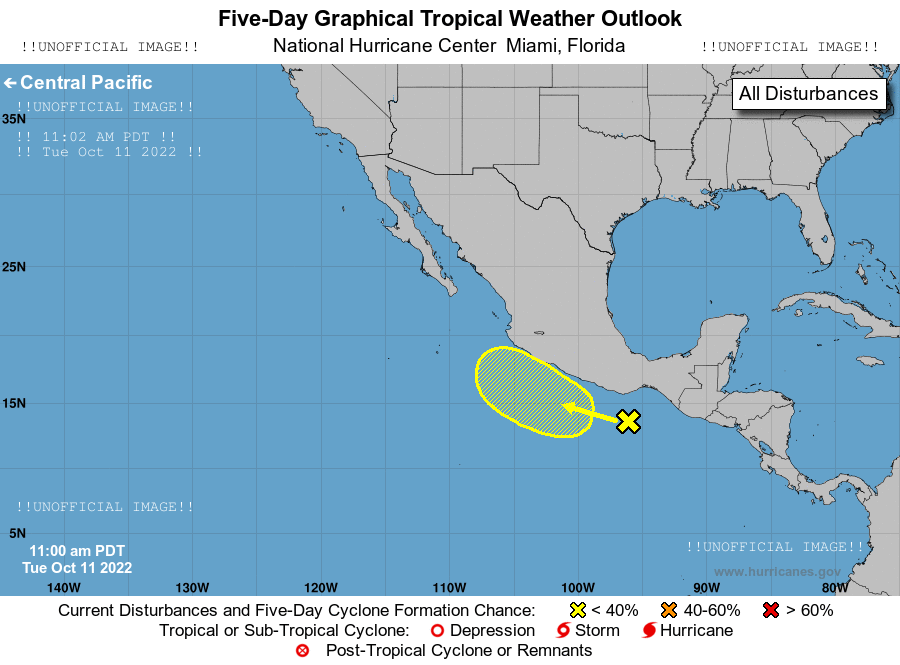 Five-Day Graphical Tropical Weather Outlook
!!UNOFFICIAL IMAGE!! National Hurricane Center Miami, Florida !!UNOFFICIAL IMAGE!!
Central Pacific
All Disturbances
!!UNOFFICIAL IMAGE!!
35N
!! 11:02 AM PDT !!
!! Tue Oct 11 2022 !!
25N
15N
!!UNOFFICIAL IMAGE!!
5N
11:00 am PDT
Tue Oct 11 2022
!!UNOFFICIAL IMAGE!!
www.hurricanes.gov
140W 130W 120W 110W 100W 90W 80W
Current Disturbances and Five-Day Cyclone Formation Chance: < 40% 40-60% > 60%
Tropical or Sub-Tropical Cyclone: Depression Storm Hurricane
Post-Tropical Cyclone or Remnants